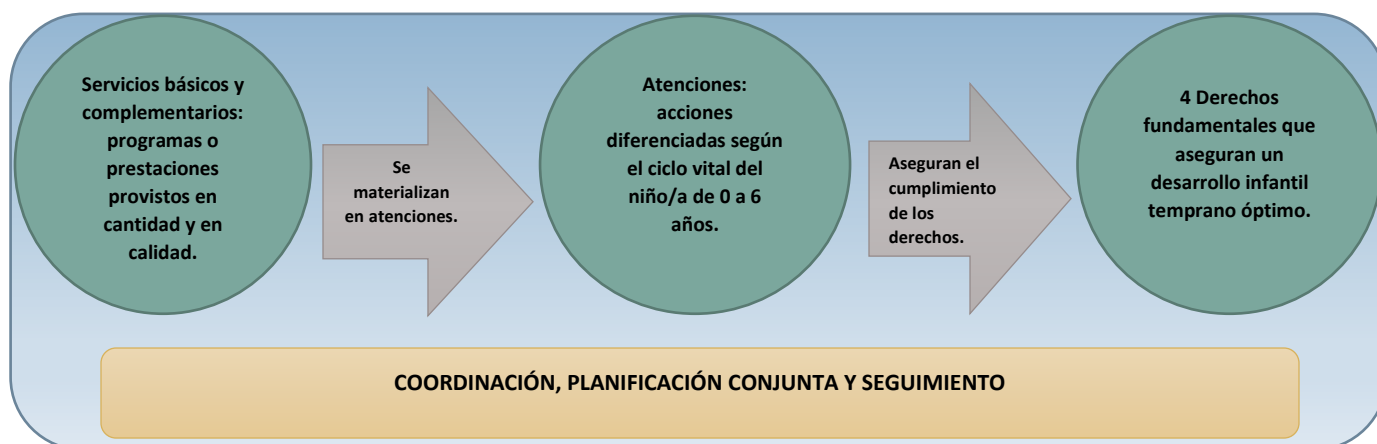 Servicios básicos y
complementarios:
programas o
prestaciones
provistos en
cantidad y en
calidad.
Se
materializan
en atenciones.
Atenciones:
acciones
diferenciadas según
el ciclo vital del
niño/a de 0 a 6
años.
Aseguran el
cumplimiento
de los
derechos.
4 Derechos
fundamentales que
aseguran un
desarrollo infantil
temprano óptimo.
COORDINACIÓN, PLANIFICACIÓN CONJUNTA Y SEGUIMIENTO